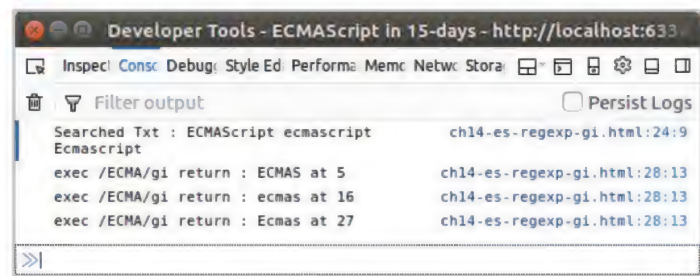 Developer Tools - ECMAScript in 15-days - http://localhost:633
Inspect Consc Debug Style Ed Performa Memc Netwc Stora
Filter output Persist Logs
Searched Txt : ECMAScript ecmascript ch14-es-regexp-gi.html:24:9
Ecmascript
exec /ECMA/gi return : ECMAS at 5 ch14-es-regexp-gi.html:28:13
exec /ECMA/gi return : ecmas at 16 ch14-es-regexp-gi.html:28:13
exec /ECMA/gi return : Ecmas at 27 ch14-es-regexp-gi.html:28:13